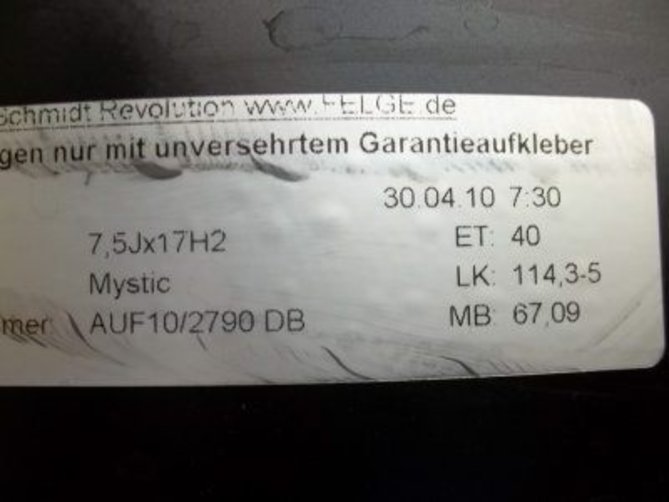 Schmidt Revolution www.FELGE.de
gen nur mit unversehrtem Garantieaufkleber
30.04.10 7:30
7,5Jx17H2 ET: 40
Mystic LK: 114,3-5
mer: AUF10/2790 DB MB: 67,09